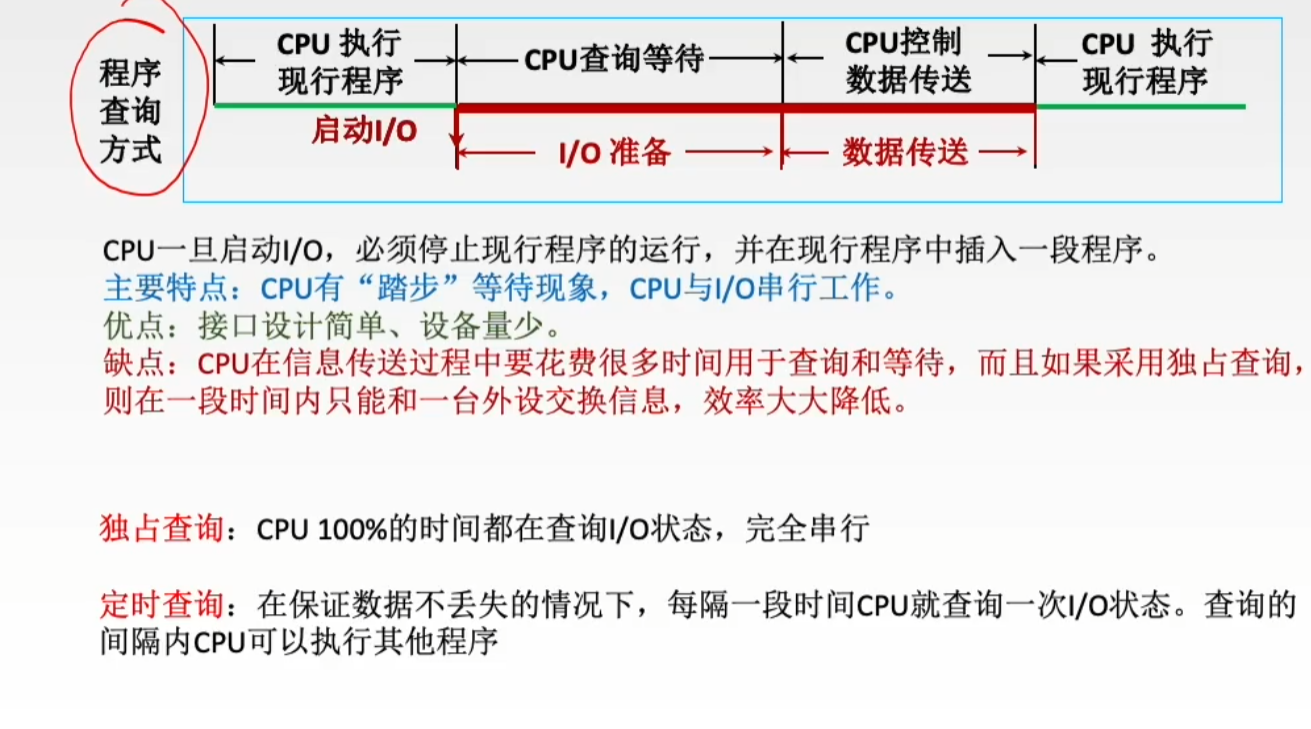 程序
查询
方式
CPU 执行
现行程序
CPU查询等待
CPU控制
数据传送
CPU 执行
现行程序
启动I/O
I/O 准备
数据传送
CPU一旦启动I/O，必须停止现行程序的运行，并在现行程序中插入一段程序。
主要特点：CPU有“踏步”等待现象，CPU与I/O串行工作。
优点：接口设计简单、设备量少。
缺点：CPU在信息传送过程中要花费很多时间用于查询和等待，而且如果采用独占查询，
则在一段时间内只能和一台外设交换信息，效率大大降低。
独占查询：CPU 100%的时间都在查询I/O状态，完全串行
定时查询：在保证数据不丢失的情况下，每隔一段时间CPU就查询一次I/O状态。查询的
间隔内CPU可以执行其他程序